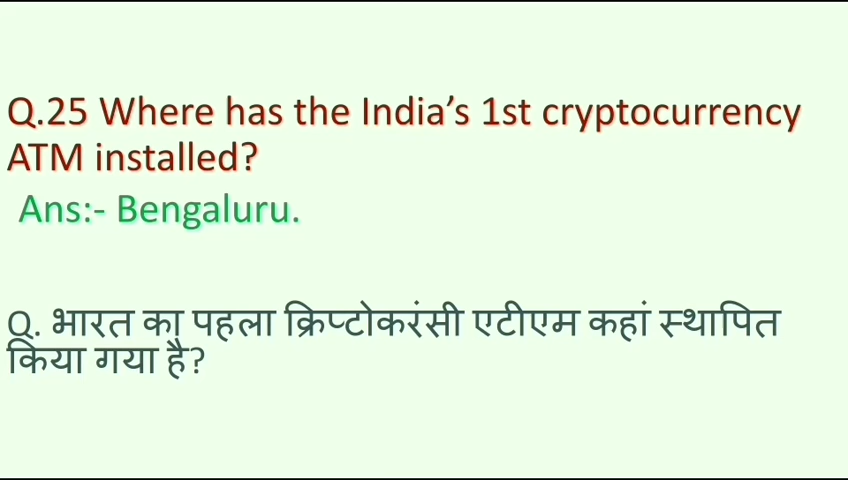 Q.25 Where has the India’s 1st cryptocurrency
ATM installed?
Ans:- Bengaluru.
Q. भारत का पहला क्रिप्टोकरंसी एटीएम कहां स्थापित
किया गया है?